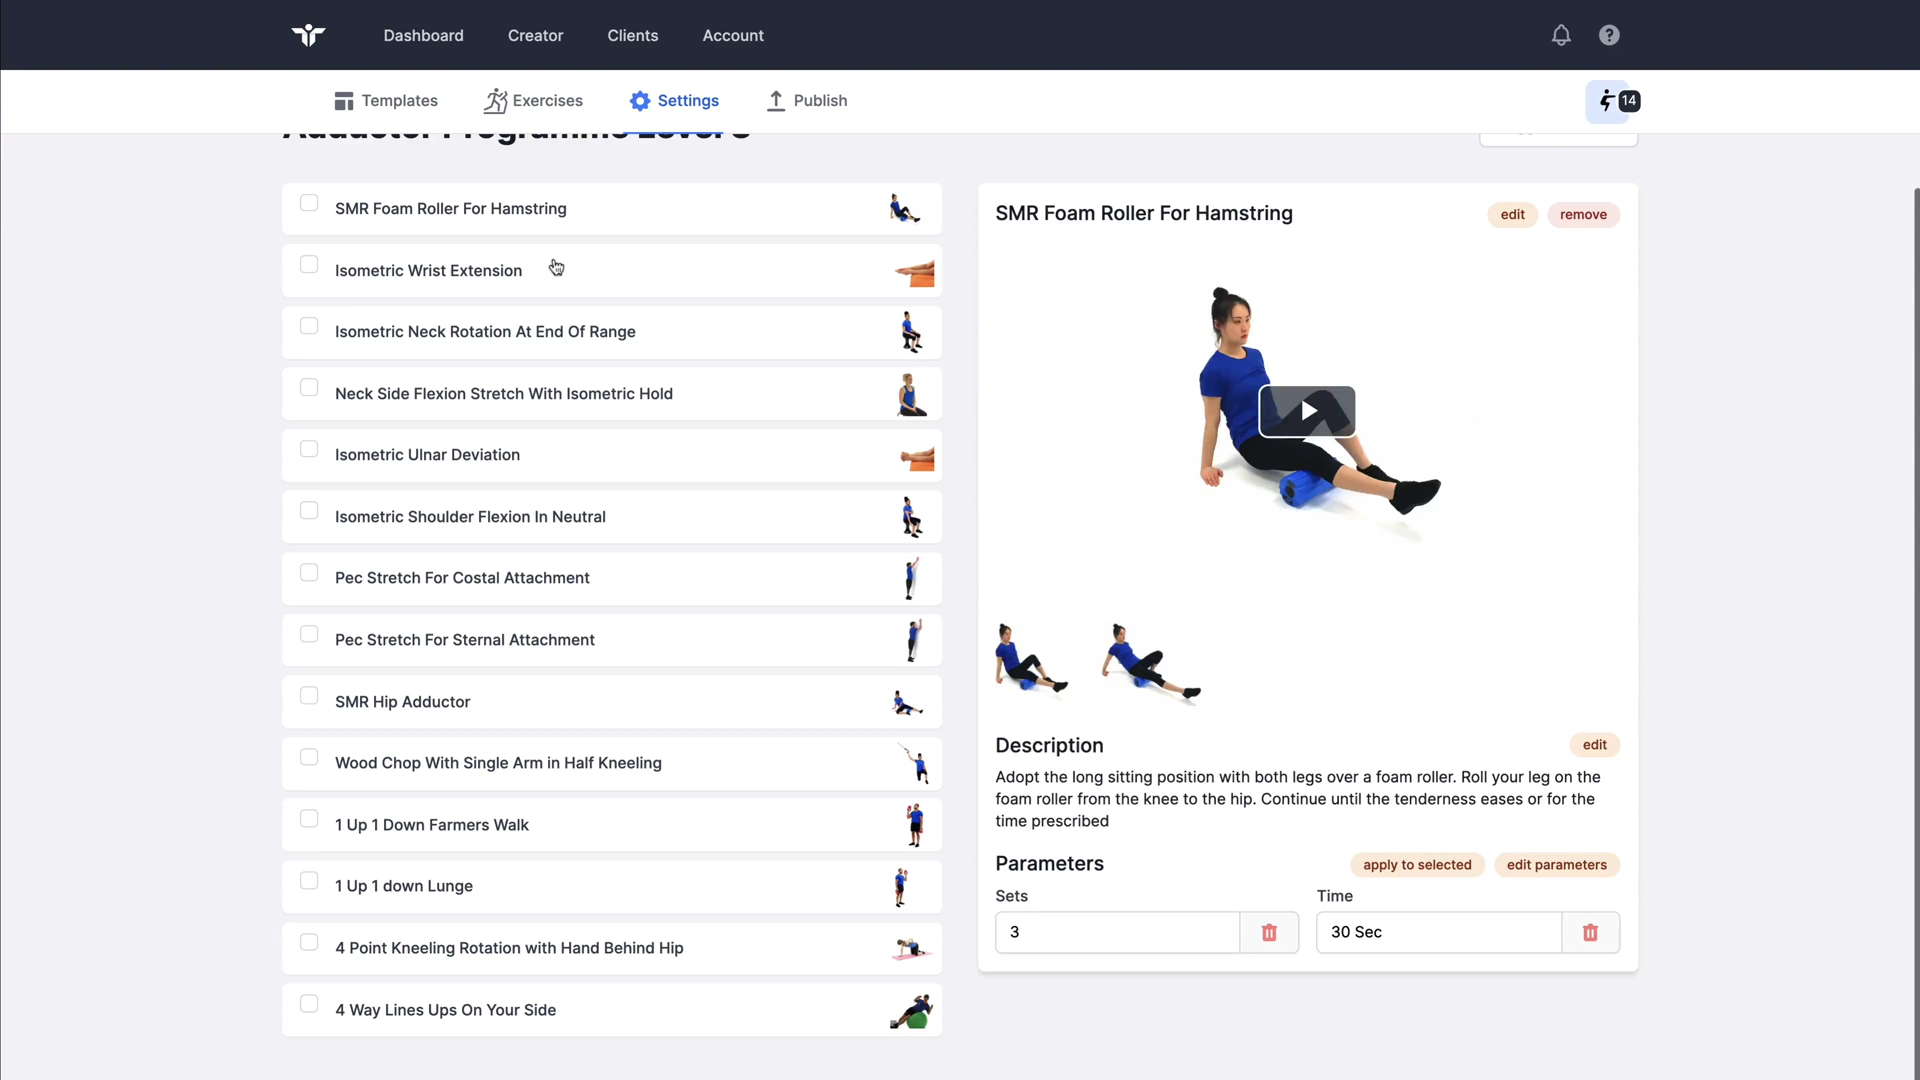 Dashboard
Creator
Clients
Account
Templates
Exercises
Settings
Publish
14
Adductor Programme Level 3
SMR Foam Roller For Hamstring
Isometric Wrist Extension
Isometric Neck Rotation At End Of Range
Neck Side Flexion Stretch With Isometric Hold
Isometric Ulnar Deviation
Isometric Shoulder Flexion In Neutral
Pec Stretch For Costal Attachment
Pec Stretch For Sternal Attachment
SMR Hip Adductor
Wood Chop With Single Arm in Half Kneeling
1 Up 1 Down Farmers Walk
1 Up 1 down Lunge
4 Point Kneeling Rotation with Hand Behind Hip
4 Way Lines Ups On Your Side
SMR Foam Roller For Hamstring
edit
remove
Description
edit
Adopt the long sitting position with both legs over a foam roller. Roll your leg on the
foam roller from the knee to the hip. Continue until the tenderness eases or for the
time prescribed
Parameters
apply to selected
edit parameters
Sets
Time
3
30 Sec